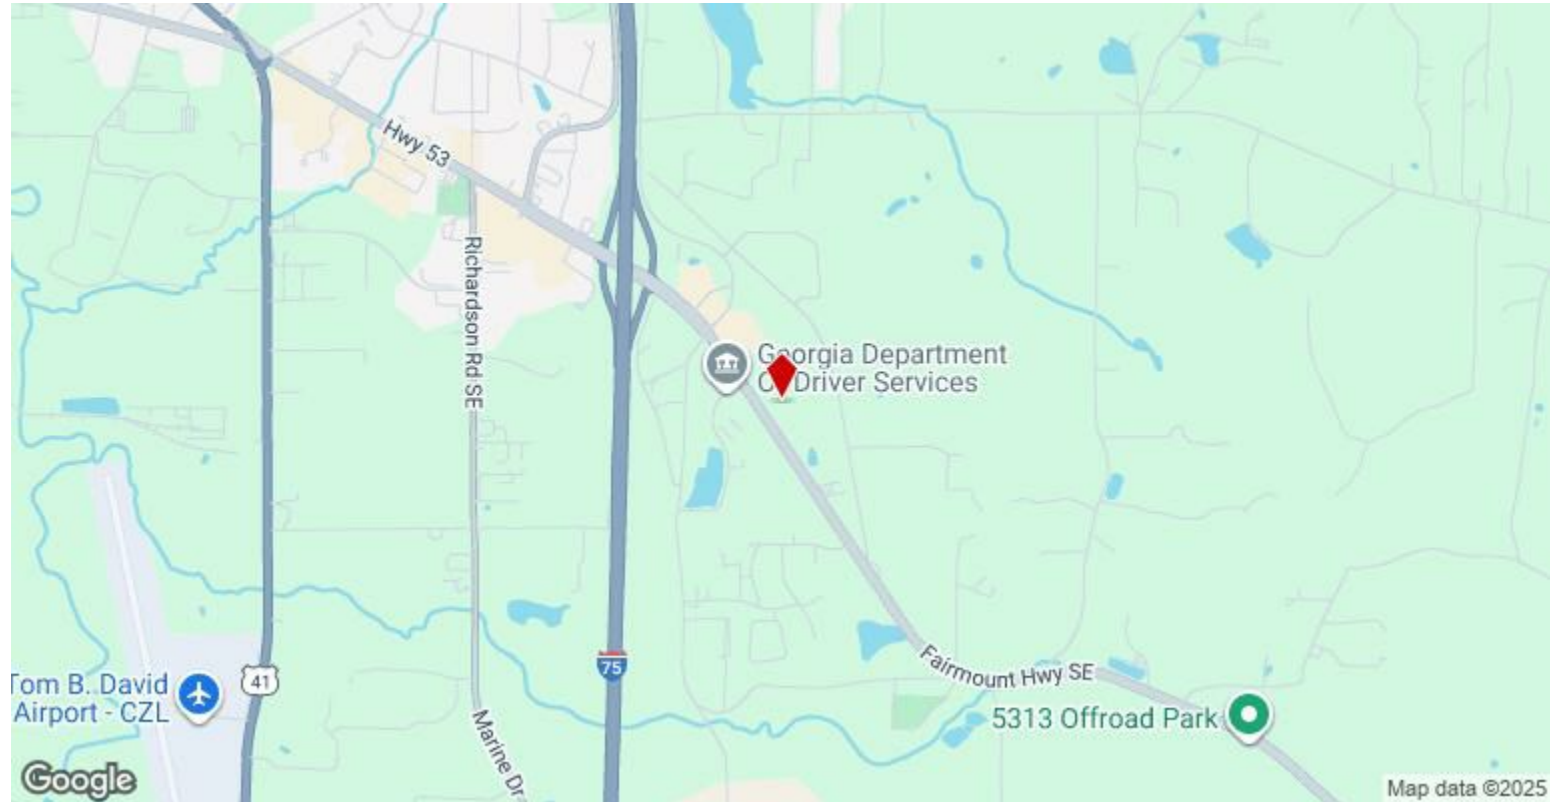 Hwy 53
Richardson Rd SE
Georgia Department
Of Driver Services
75
Fairmount Hwy SE
Tom B. David
Airport - CZL
41
5313 Offroad Park
Marine Dr
Google
Map data ©2025